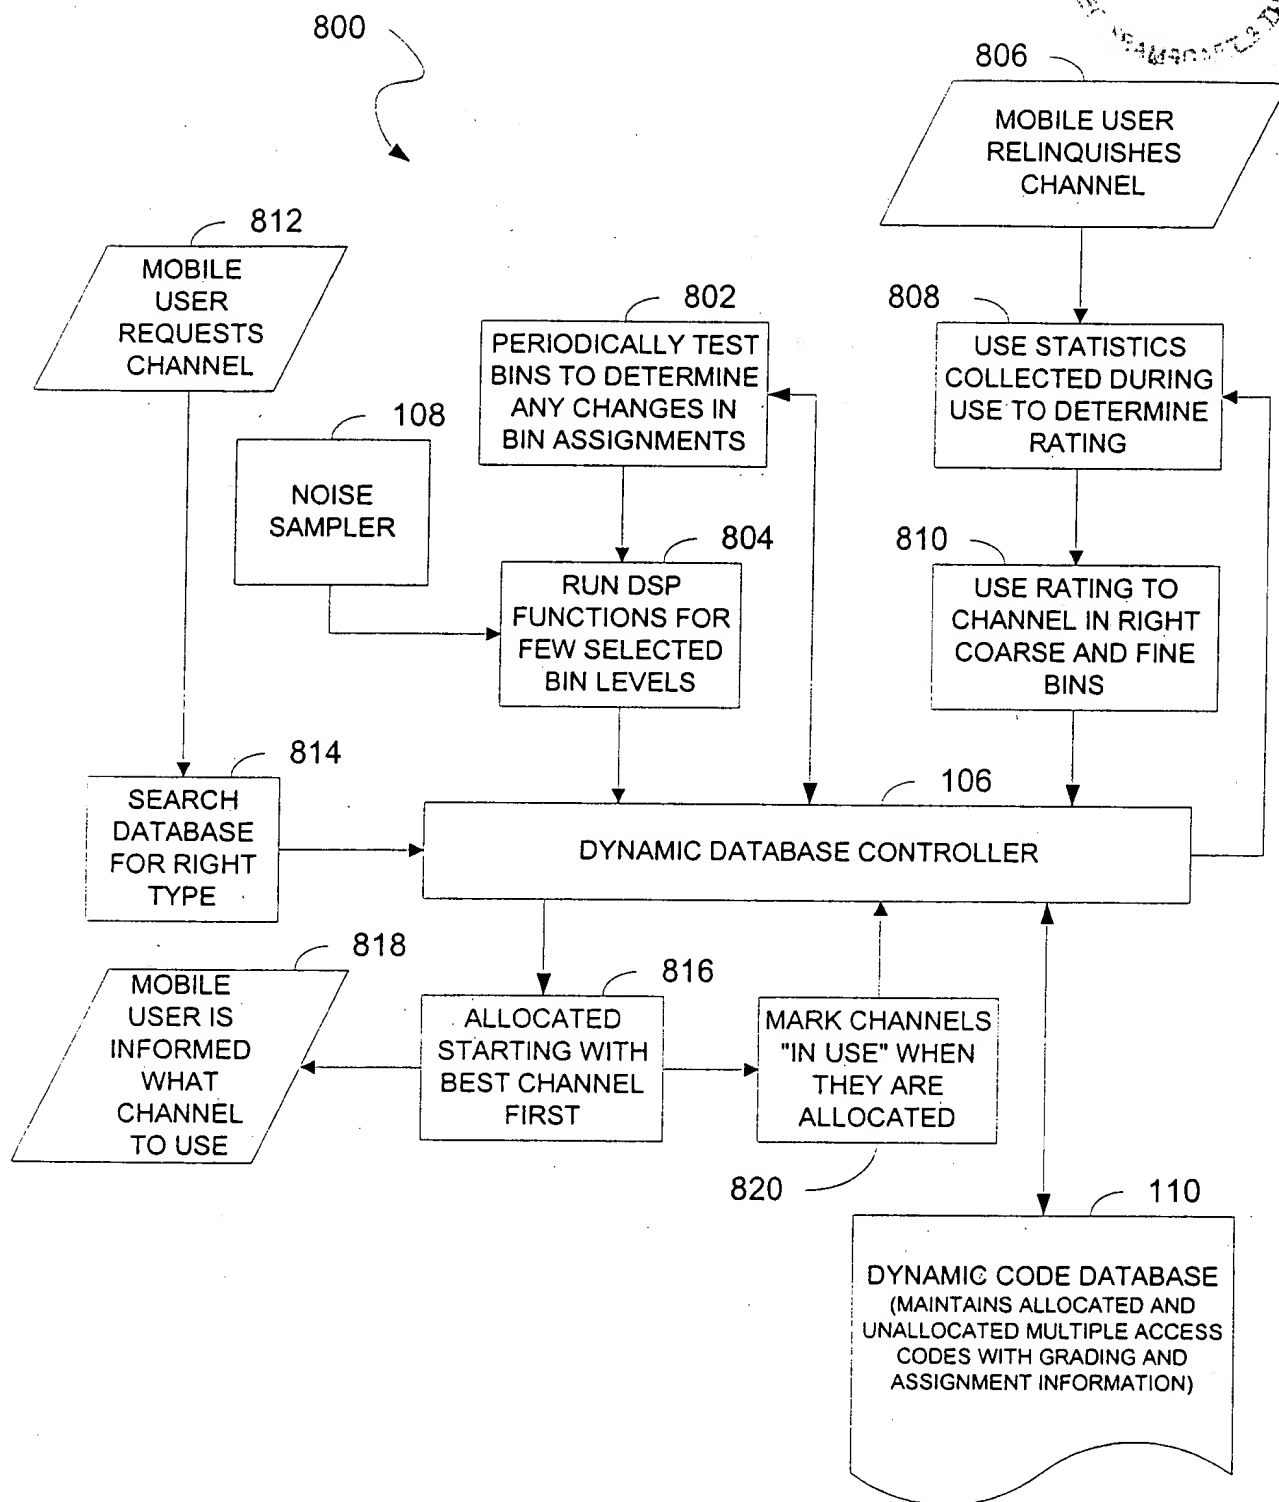 800
806
MOBILE USER
RELINQUISHES
CHANNEL
812
MOBILE
USER
REQUESTS
CHANNEL
802
PERIODICALLY TEST
BINS TO DETERMINE
ANY CHANGES IN
BIN ASSIGNMENTS
808
USE STATISTICS
COLLECTED DURING
USE TO DETERMINE
RATING
108
NOISE
SAMPLER
804
RUN DSP
FUNCTIONS FOR
FEW SELECTED
BIN LEVELS
810
USE RATING TO
CHANNEL IN RIGHT
COARSE AND FINE
BINS
814
SEARCH
DATABASE
FOR RIGHT
TYPE
106
DYNAMIC DATABASE CONTROLLER
818
MOBILE
USER IS
INFORMED
WHAT
CHANNEL
TO USE
816
ALLOCATED
STARTING WITH
BEST CHANNEL
FIRST
MARK CHANNELS
"IN USE" WHEN
THEY ARE
ALLOCATED
820
110
DYNAMIC CODE DATABASE
(MAINTAINS ALLOCATED AND
UNALLOCATED MULTIPLE ACCESS
CODES WITH GRADING AND
ASSIGNMENT INFORMATION)